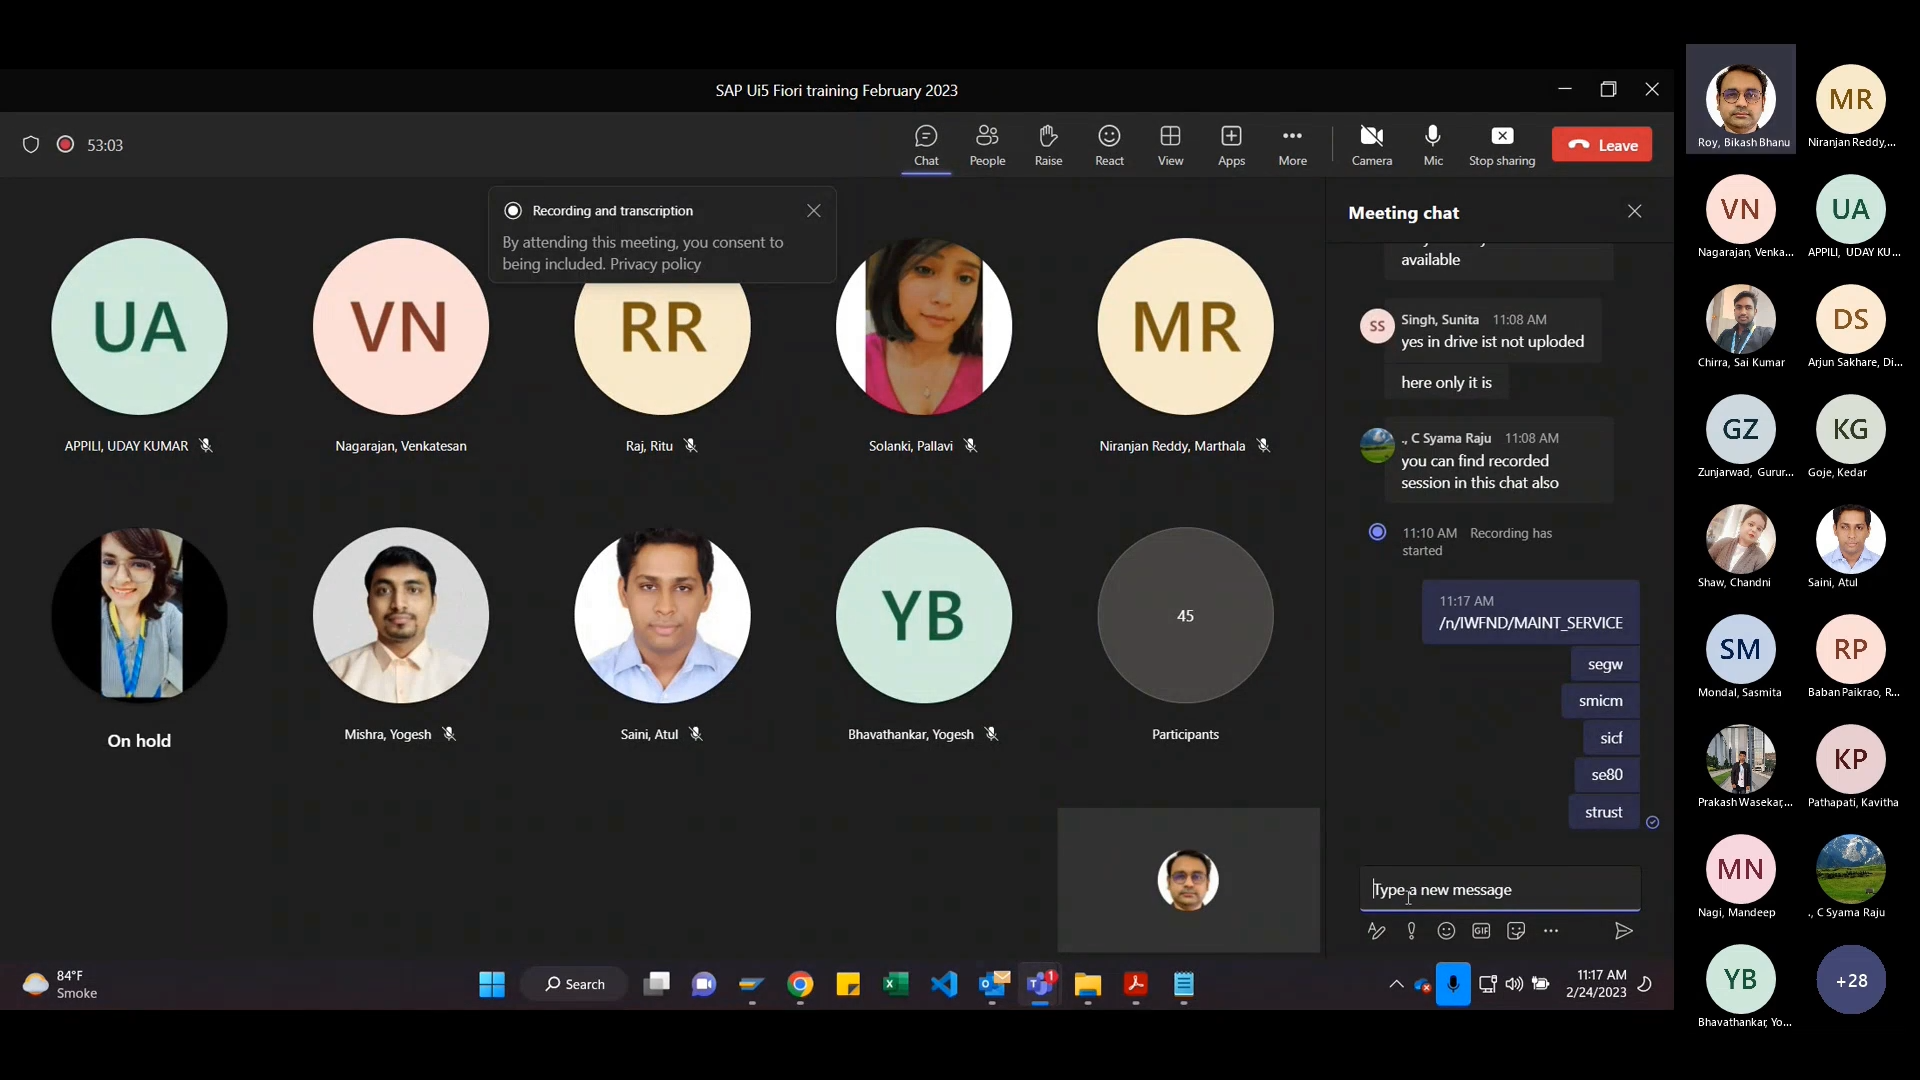 SAP Ui5 Fiori training February 2023
53:03
Chat
People
Raise
React
View
Apps
More
Camera
Mic
Stop sharing
Leave
Recording and transcription
By attending this meeting, you consent to
being included. Privacy policy
UA
VN
RR
MR
APPILI, UDAY KUMAR
Nagarajan, Venkatesan
Raj, Ritu
Solanki, Pallavi
Niranjan Reddy, Marthala
YB
45
On hold
Mishra, Yogesh
Saini, Atul
Bhavathankar, Yogesh
Participants
Meeting chat
available
SS
Singh, Sunita 11:08 AM
yes in drive ist not uploded
here only it is
., C Syama Raju 11:08 AM
you can find recorded
session in this chat also
11:10 AM Recording has
started
11:17 AM
/n/IWFND/MAINT_SERVICE
segw
smicm
sicf
se80
strust
Type a new message
GIF
84°F
Smoke
Search
1
11:17 AM
2/24/2023
Roy, Bikash Bhanu
MR
Niranjan Reddy,...
VN
Nagarajan, Venka...
UA
APPILI, UDAY KU...
Chirra, Sai Kumar
DS
Arjun Sakhare, Di...
GZ
Zunjarwad, Gurur...
KG
Goje, Kedar
Shaw, Chandni
Saini, Atul
SM
Mondal, Sasmita
RP
Baban Paikrao, R...
Prakash Wasekar,...
KP
Pathapati, Kavitha
MN
Nagi, Mandeep
., C Syama Raju
YB
Bhavathankar, Yo...
+28